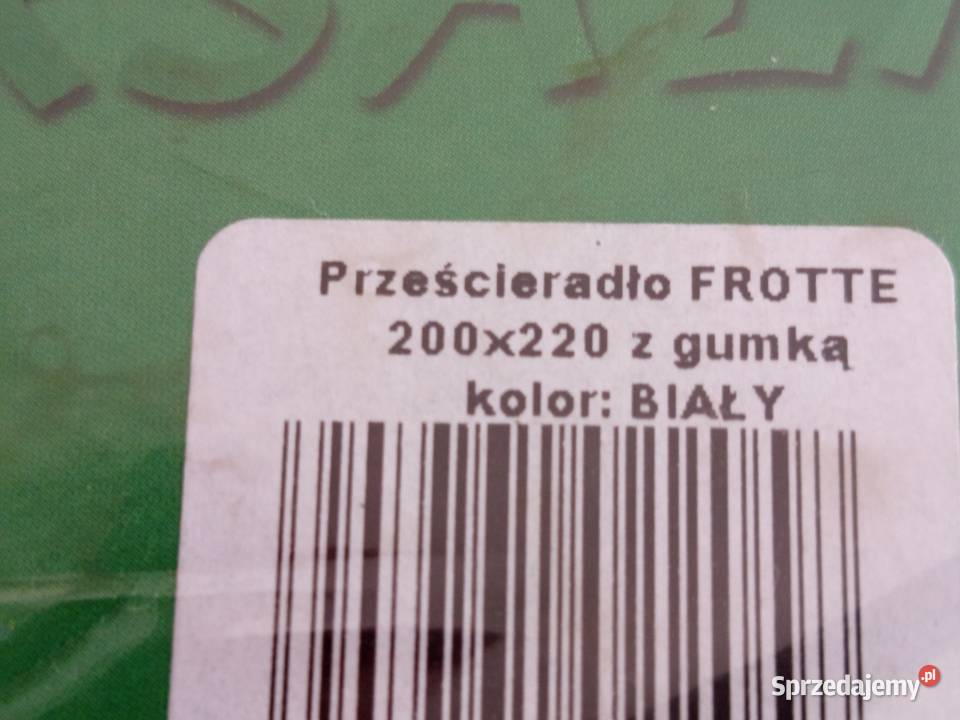 Prześcieradło FROTTE
200x220 z gumką
kolor: BIAŁY
Sprzedajemy.pl